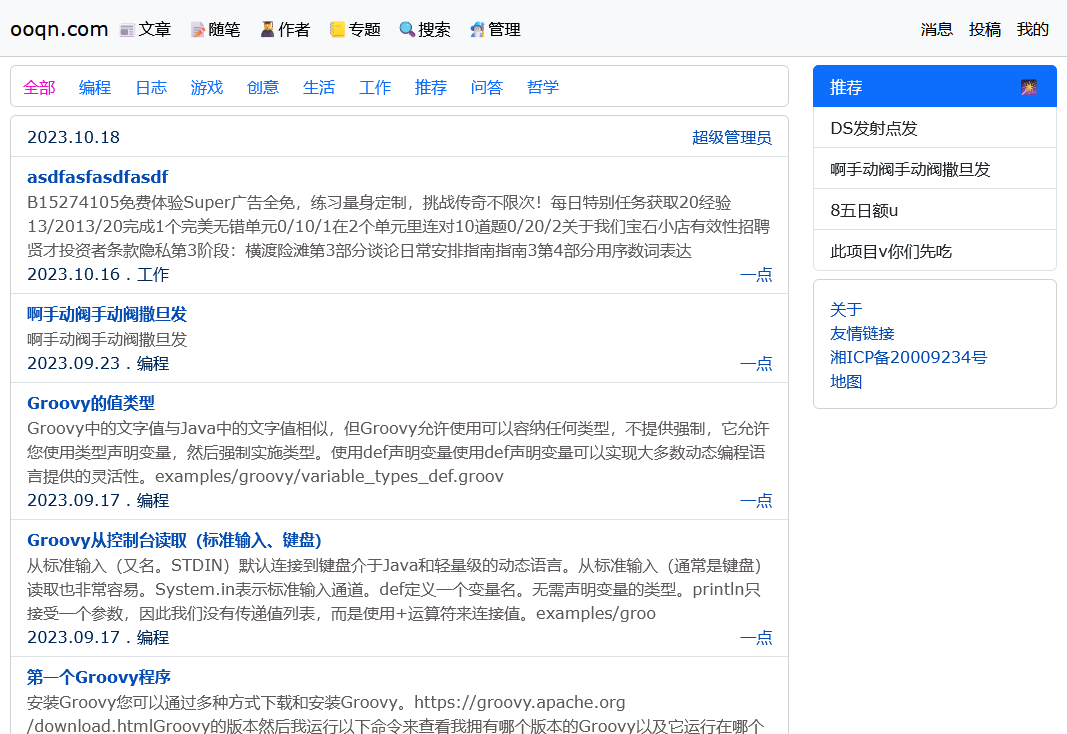 ooqn.com 文章 随笔 作者 专题 搜索 管理 消息 投稿 我的
全部 编程 日志 游戏 创意 生活 工作 推荐 问答 哲学
2023.10.18 超级管理员
asdfasfasdfasdf
B15274105免费体验Super广告全免，练习量身定制，挑战传奇不限次！每日特别任务获取20经验
13/2013/20完成1个完美无错单元0/10/1在2个单元里连对10道题0/20/2关于我们宝石小店有效性招聘
贤才投资者条款隐私第3阶段：横渡险滩第3部分谈论日常安排指南指南3第4部分用序数词表达
2023.10.16 . 工作 一点
啊手动阀手动阀撒旦发
啊手动阀手动阀撒旦发
2023.09.23 . 编程 一点
Groovy的值类型
Groovy中的文字值与Java中的文字值相似，但Groovy允许使用可以容纳任何类型，不提供强制，它允许
您使用类型声明变量，然后强制实施类型。使用def声明变量使用def声明变量可以实现大多数动态编程语
言提供的灵活性。examples/groovy/variable_types_def.groov
2023.09.17 . 编程 一点
Groovy从控制台读取（标准输入、键盘）
从标准输入（又名。STDIN）默认连接到键盘介于Java和轻量级的动态语言。从标准输入（通常是键盘）
读取也非常容易。System.in表示标准输入通道。def定义一个变量名。无需声明变量的类型。println只
接受一个参数，因此我们没有传递值列表，而是使用+运算符来连接值。examples/groo
2023.09.17 . 编程 一点
第一个Groovy程序
安装Groovy您可以通过多种方式下载和安装Groovy。https://groovy.apache.org
/download.htmlGroovy的版本然后我运行以下命令来查看我拥有哪个版本的Groovy以及它运行在哪个
推荐
DS发射点发
啊手动阀手动阀撒旦发
8五日额u
此项目v你们先吃
关于
友情链接
湘ICP备20009234号
地图